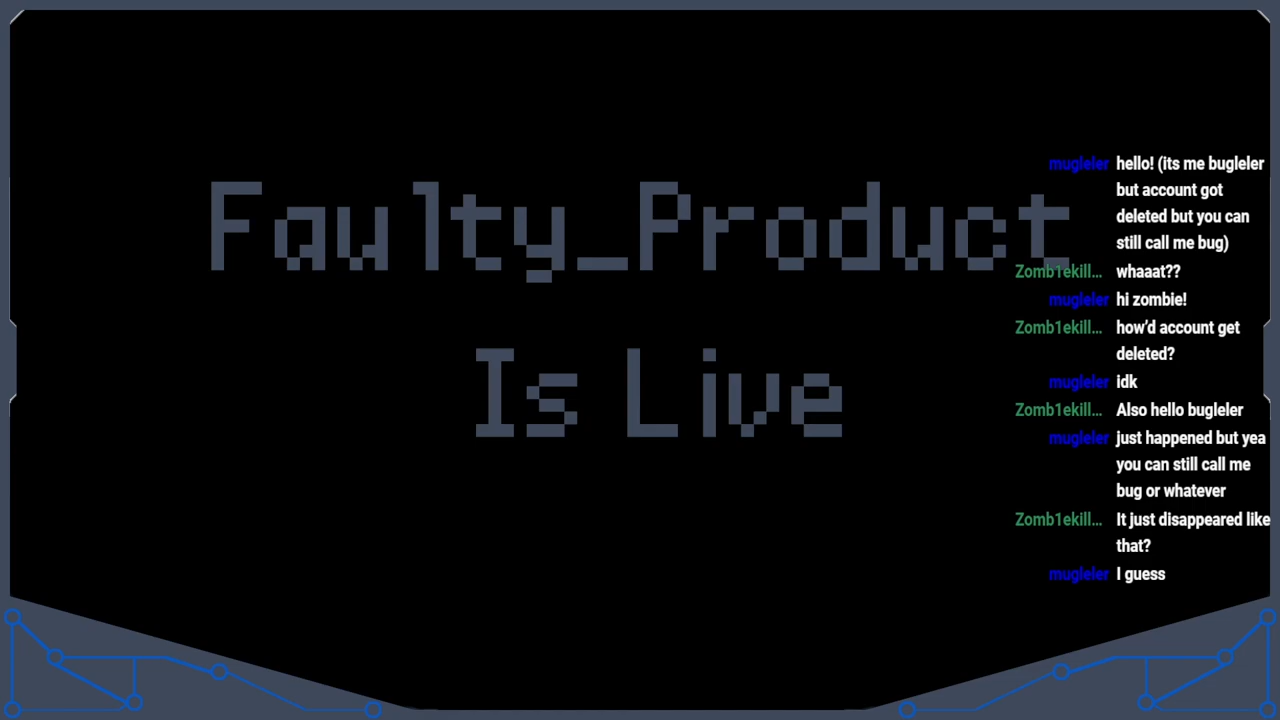 Faulty_Product
Is Live
mugleler hello! (its me bugleler
but account got
deleted but you can
still call me bug)
Zomb1ekill... whaaat??
mugleler hi zombie!
Zomb1ekill... how'd account get
deleted?
mugleler idk
Zomb1ekill... Also hello bugleler
mugleler just happened but yea
you can still call me
bug or whatever
Zomb1ekill... It just disappeared like
that?
mugleler I guess